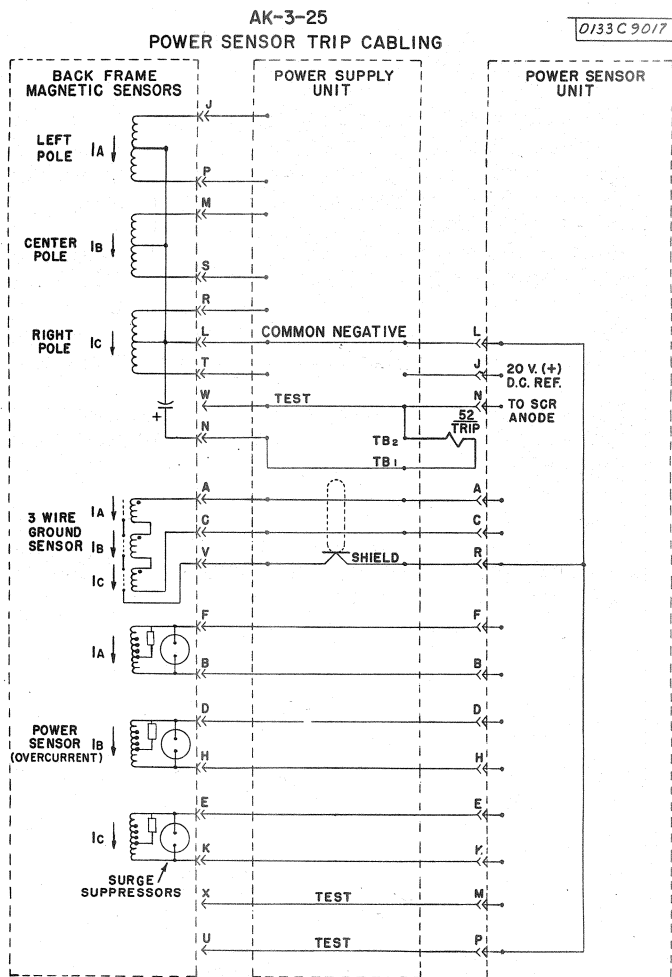 AK-3-25
POWER SENSOR TRIP CABLING
0133C9017
BACK FRAME
MAGNETIC SENSORS
POWER SUPPLY
UNIT
POWER SENSOR
UNIT
J
LEFT
POLE
IA
P
M
CENTER
POLE
IB
S
R
RIGHT
POLE
IC
L
COMMON NEGATIVE
L
T
J
20 V. (+)
D.C. REF.
W
TEST
N
TO SCR
ANODE
+
N
52
TRIP
TB2
TB1
3 WIRE
GROUND
SENSOR
IA
IB
IC
A
A
C
C
V
SHIELD
R
F
F
IA
B
B
D
D
POWER
SENSOR
(OVERCURRENT)
IB
H
H
E
E
IC
K
K
SURGE
SUPPRESSORS
X
TEST
M
U
TEST
P